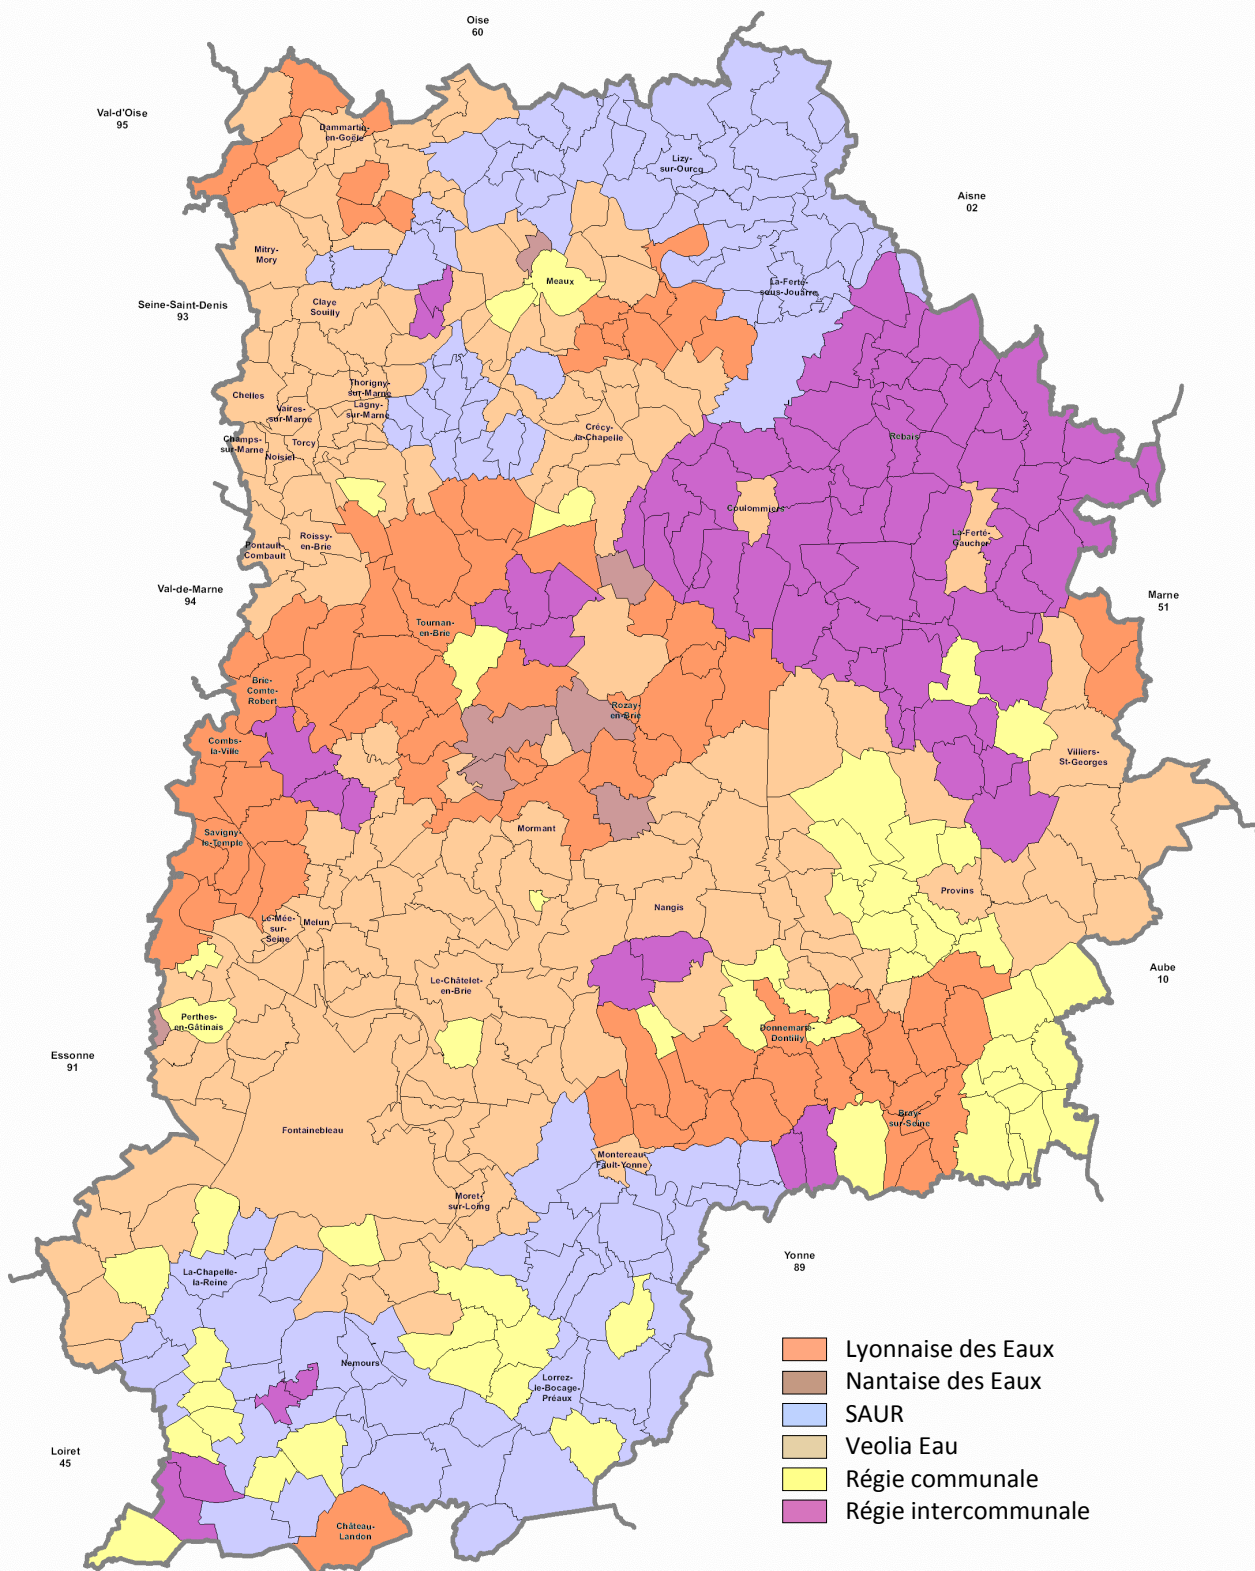 Oise
60
Val-d'Oise
95
Dammartin-
en-Goële
Lizy-
sur-Ourcq
Aisne
02
Mitry-
Mory
Meaux
La-Ferté-
sous-Jouarre
Seine-Saint-Denis
93
Claye
Souilly
Chelles
Thorigny-
sur-Marne
Lagny-
sur-Marne
Vaires-
sur-Marne
Champs-
sur-Marne
Torcy
Noisiel
Crécy-
la-Chapelle
Rebais
Coulommiers
La-Ferté-
Gaucher
Roissy-
en-Brie
Pontault-
Combault
Val-de-Marne
94
Marne
51
Tournan-
en-Brie
Brie-
Comte-
Robert
Rozay-
en-Brie
Combs-
la-Ville
Villiers-
St-Georges
Savigny-
le-Temple
Mormant
Provins
Nangis
Le-Mée-
sur-
Seine
Melun
Le-Châtelet-
en-Brie
Aube
10
Perthes-
en-Gâtinais
Donnemarie-
Dontilly
Essonne
91
Bray-
sur-Seine
Fontainebleau
Montereau-
Fault-Yonne
Moret-
sur-Loing
Yonne
89
La-Chapelle-
la-Reine
Nemours
Lorrez-
le-Bocage-
Préaux
Loiret
45
Château-
Landon
Lyonnaise des Eaux
Nantaise des Eaux
SAUR
Veolia Eau
Régie communale
Régie intercommunale